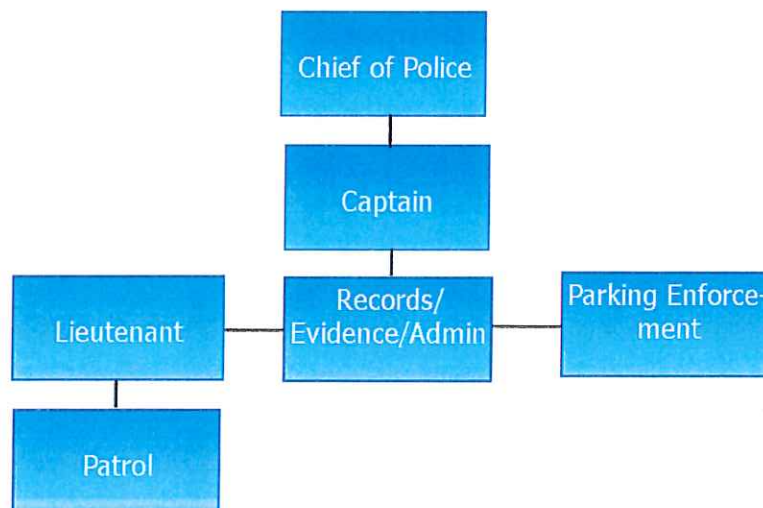 Chief of Police
Captain
Lieutenant
Records/
Evidence/Admin
Parking Enforce-
ment
Patrol